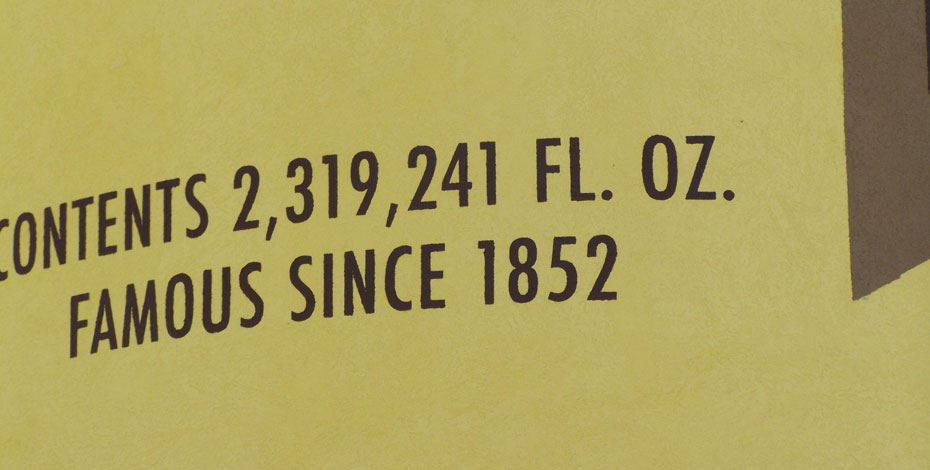 CONTENTS 2,319,241 FL. OZ.
FAMOUS SINCE 1852